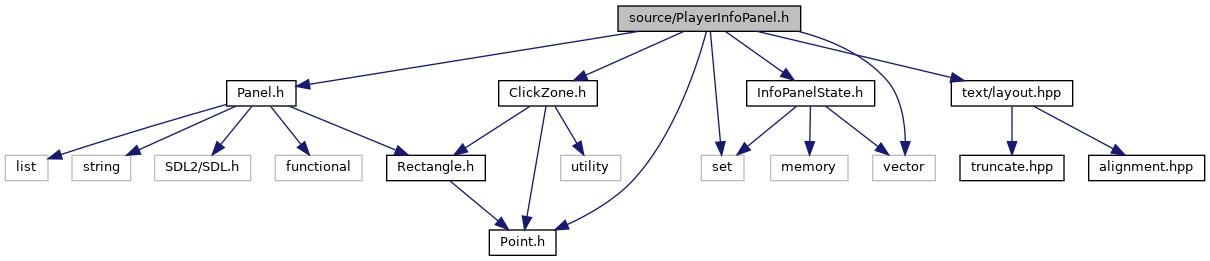 source/PlayerInfoPanel.h
Panel.h
ClickZone.h
InfoPanelState.h
text/layout.hpp
list
string
SDL2/SDL.h
functional
Rectangle.h
utility
set
memory
vector
truncate.hpp
alignment.hpp
Point.h